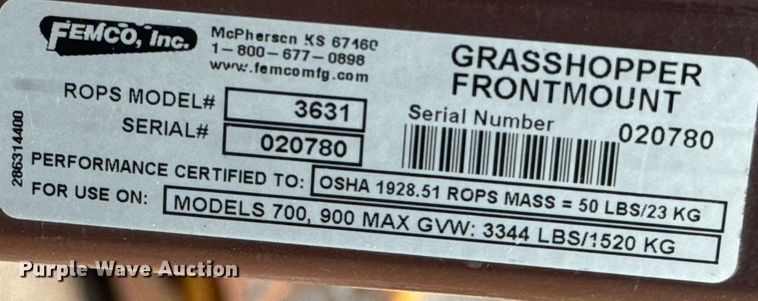 FEMCO, Inc.
McPherson KS 67460
1-800-677-0898
www.femcomfg.com
GRASSHOPPER
FRONTMOUNT
ROPS MODEL# 3631
SERIAL# 020780
Serial Number 020780
286314400
PERFORMANCE CERTIFIED TO: OSHA 1928.51 ROPS MASS = 50 LBS/23 KG
FOR USE ON: MODELS 700, 900 MAX GVW: 3344 LBS/1520 KG
Purple Wave Auction